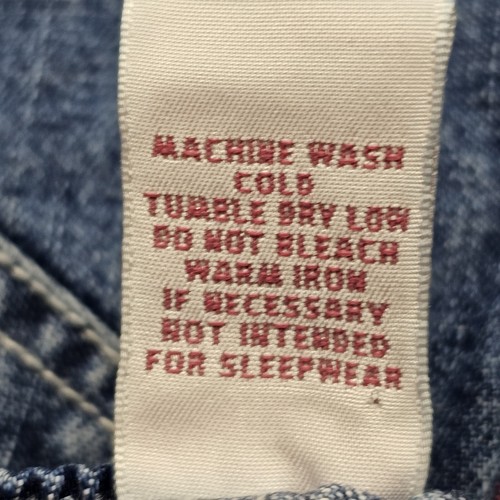 MACHINE WASH
COLD
TUMBLE DRY LOW
DO NOT BLEACH
WARM IRON
IF NECESSARY
NOT INTENDED
FOR SLEEPWEAR